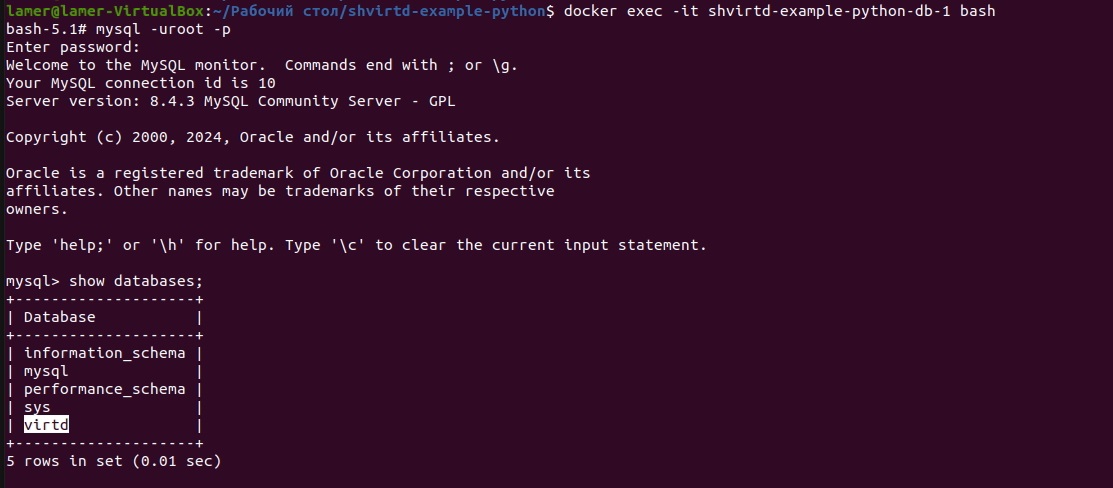 lamer@lamer-VirtualBox:~/Рабочий стол/shvirtd-example-python$ docker exec -it shvirtd-example-python-db-1 bash
bash-5.1# mysql -uroot -p
Enter password:
Welcome to the MySQL monitor.  Commands end with ; or \g.
Your MySQL connection id is 10
Server version: 8.4.3 MySQL Community Server - GPL

Copyright (c) 2000, 2024, Oracle and/or its affiliates.

Oracle is a registered trademark of Oracle Corporation and/or its
affiliates. Other names may be trademarks of their respective
owners.

Type 'help;' or '\h' for help. Type '\c' to clear the current input statement.

mysql> show databases;
+--------------------+
| Database           |
+--------------------+
| information_schema |
| mysql              |
| performance_schema |
| sys                |
| virtd              |
+--------------------+
5 rows in set (0.01 sec)